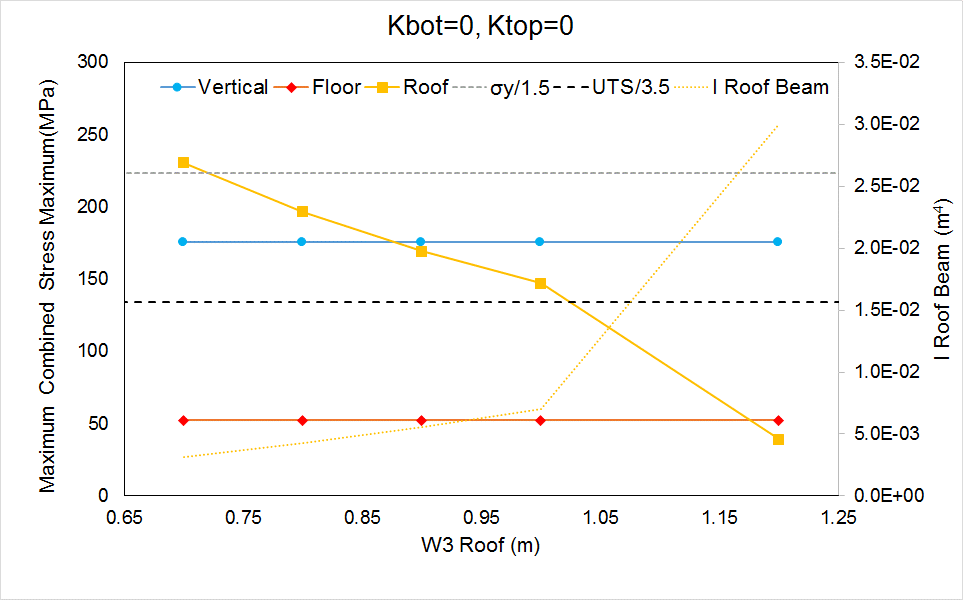 Kbot=0, Ktop=0
Vertical Floor Roof σy/1.5 UTS/3.5 I Roof Beam
Maximum Combined Stress Maximum(MPa)
300
250
200
150
100
50
0
3.5E-02
3.0E-02
2.5E-02
2.0E-02
1.5E-02
1.0E-02
5.0E-03
0.0E+00
I Roof Beam (m⁴)
0.65 0.75 0.85 0.95 1.05 1.15 1.25
W3 Roof (m)